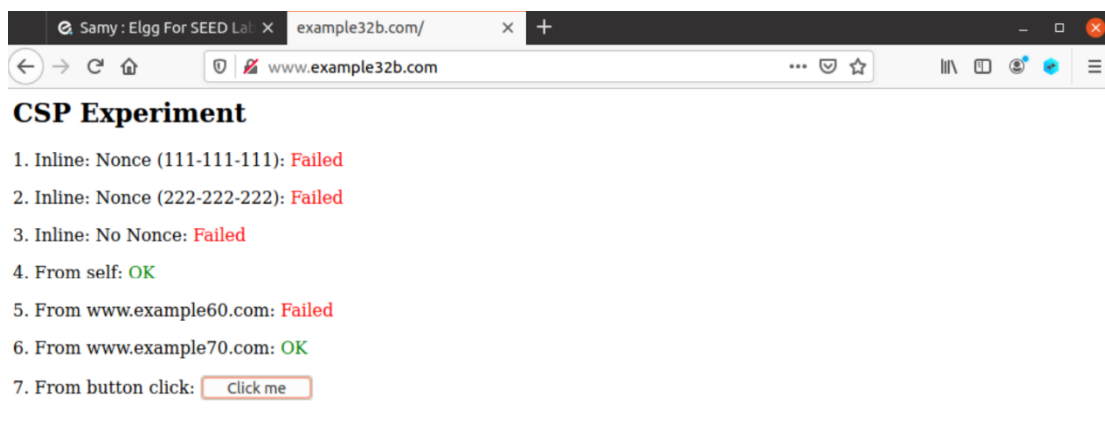 Samy : Elgg For SEED Lab
example32b.com/
www.example32b.com
CSP Experiment
1. Inline: Nonce (111-111-111): Failed
2. Inline: Nonce (222-222-222): Failed
3. Inline: No Nonce: Failed
4. From self: OK
5. From www.example60.com: Failed
6. From www.example70.com: OK
7. From button click: Click me